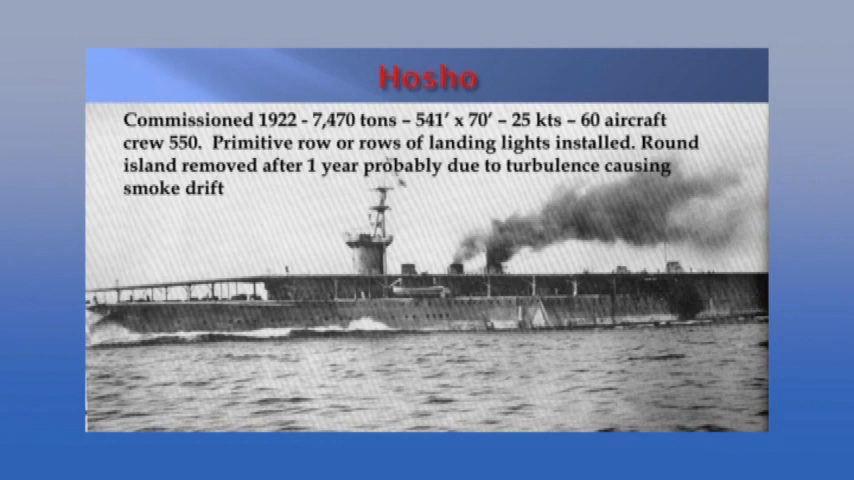 Hosho
Commissioned 1922 - 7,470 tons – 541′ x 70′ – 25 kts – 60 aircraft
crew 550.  Primitive row or rows of landing lights installed. Round
island removed after 1 year probably due to turbulence causing
smoke drift